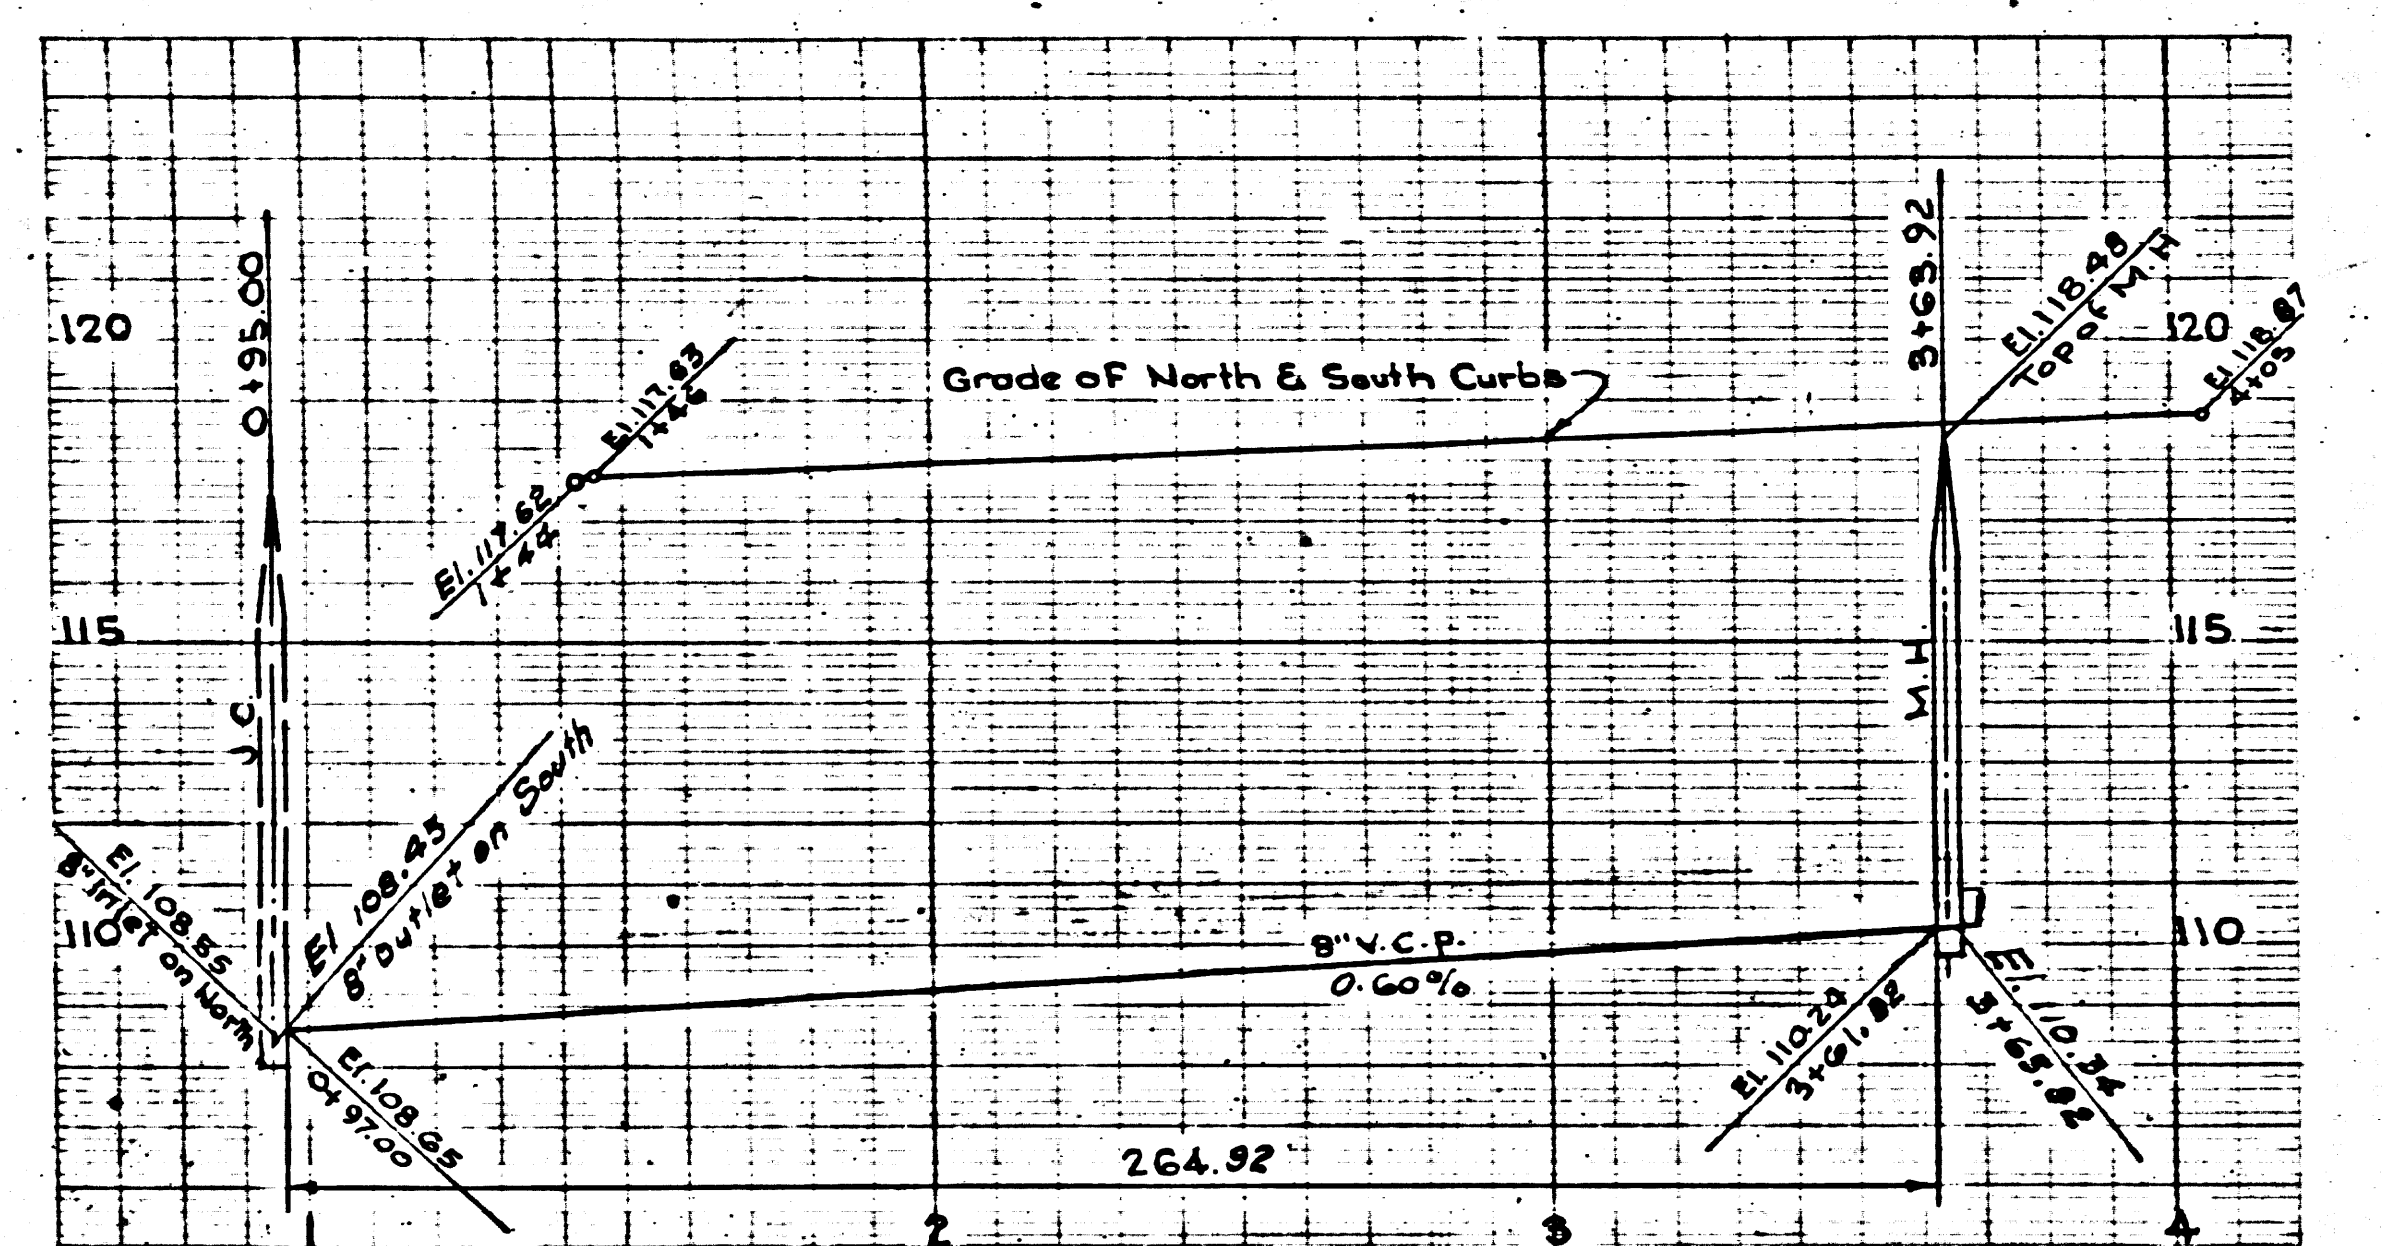 0+95.00
3+63.92
El. 118.48
Top of M.H
120
120
El. 118.87
4+05
El. 117.63
1+46
Grade of North & South Curbs
El. 117.62
1+44
115
115
J.C.
M.H.
El 108.45
8" Outlet on South
El. 108.55
8" Inlet on North
110
110
8" V.C.P.
0.60%
El. 108.65
0+97.00
El. 110.24
3+61.92
El. 110.34
3+65.92
264.92
2
3
4